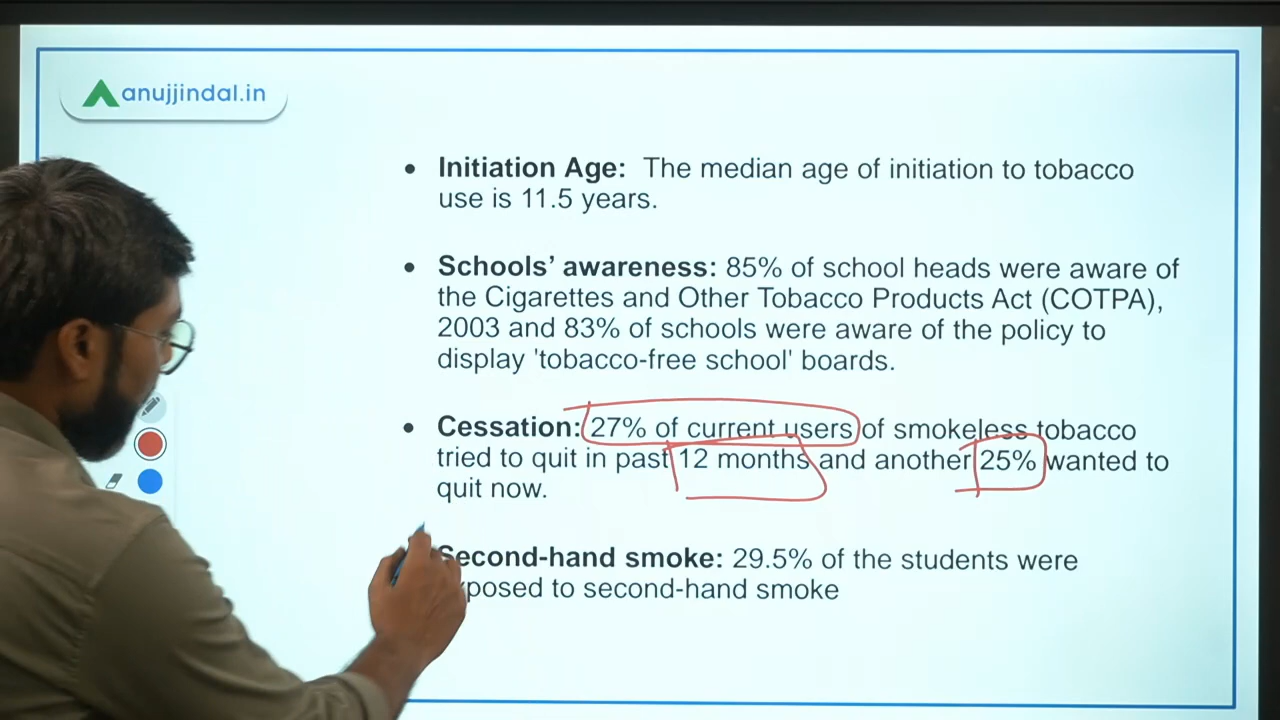 anujjindal.in
• Initiation Age: The median age of initiation to tobacco
use is 11.5 years.
• Schools’ awareness: 85% of school heads were aware of
the Cigarettes and Other Tobacco Products Act (COTPA),
2003 and 83% of schools were aware of the policy to
display 'tobacco-free school' boards.
• Cessation: 27% of current users of smokeless tobacco
tried to quit in past 12 months and another 25% wanted to
quit now.
Second-hand smoke: 29.5% of the students were
xposed to second-hand smoke